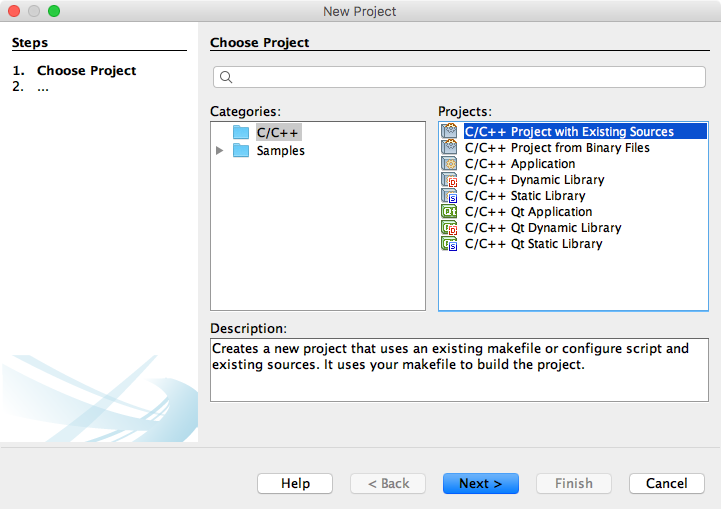 New Project
Steps
1. Choose Project
2. ...
Choose Project
Categories:
C/C++
Samples
Projects:
C/C++ Project with Existing Sources
C/C++ Project from Binary Files
C/C++ Application
C/C++ Dynamic Library
C/C++ Static Library
C/C++ Qt Application
C/C++ Qt Dynamic Library
C/C++ Qt Static Library
Description:
Creates a new project that uses an existing makefile or configure script and
existing sources. It uses your makefile to build the project.
Help
< Back
Next >
Finish
Cancel